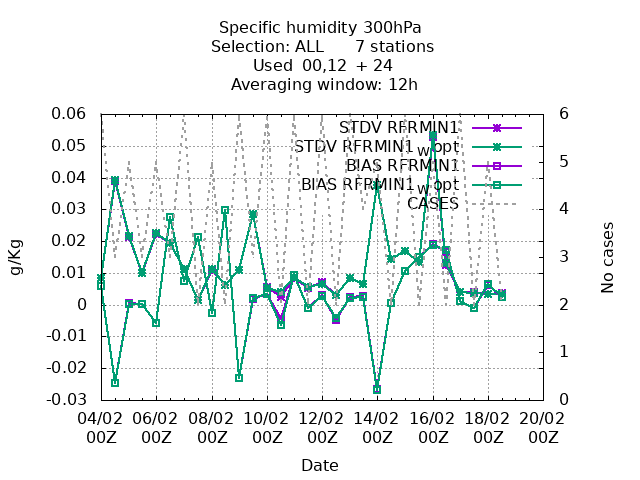 Specific humidity 300hPa
Selection: ALL 7 stations
Used 00,12 + 24
Averaging window: 12h
0.06 6
STDV RFRMIN1
0.05 STDV RFRMIN1_wopt 5
BIAS RFRMIN1
0.04 BIAS RFRMIN1_wopt
CASES
0.03 4
0.02
3
0.01
0 2
-0.01
1
-0.02
-0.03 0
g/Kg
No cases
04/02 06/02 08/02 10/02 12/02 14/02 16/02 18/02 20/02
00Z 00Z 00Z 00Z 00Z 00Z 00Z 00Z 00Z
Date